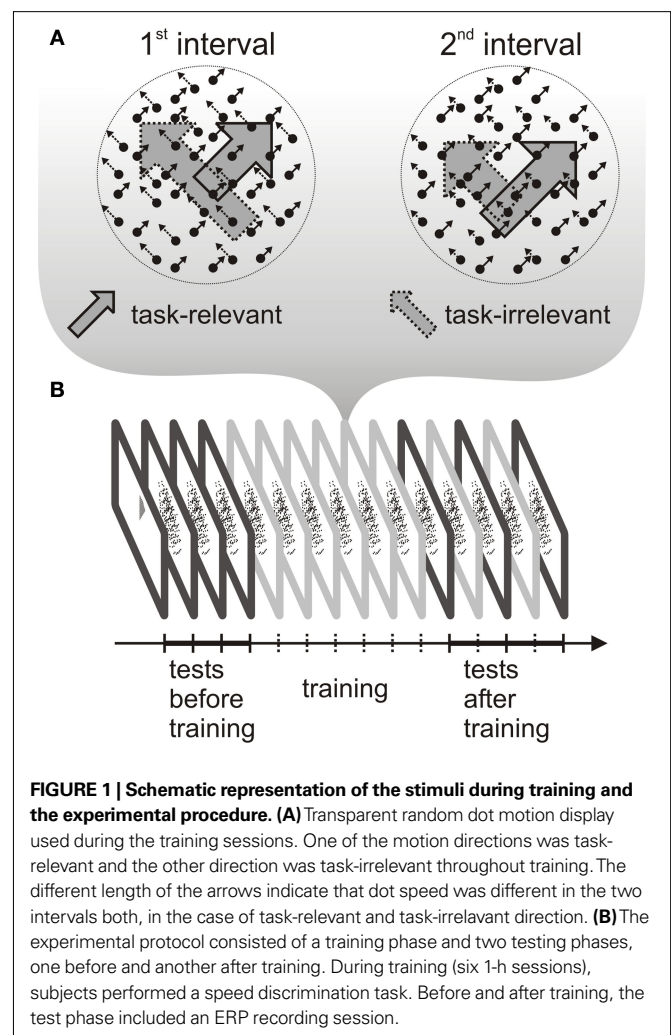 A
1st interval
2nd interval
task-relevant
task-irrelevant
B
tests before training
training
tests after training
FIGURE 1 | Schematic representation of the stimuli during training and
the experimental procedure. (A) Transparent random dot motion display
used during the training sessions. One of the motion directions was task-
relevant and the other direction was task-irrelevant throughout training. The
different length of the arrows indicate that dot speed was different in the two
intervals both, in the case of task-relevant and task-irrelavant direction. (B) The
experimental protocol consisted of a training phase and two testing phases,
one before and another after training. During training (six 1-h sessions),
subjects performed a speed discrimination task. Before and after training, the
test phase included an ERP recording session.